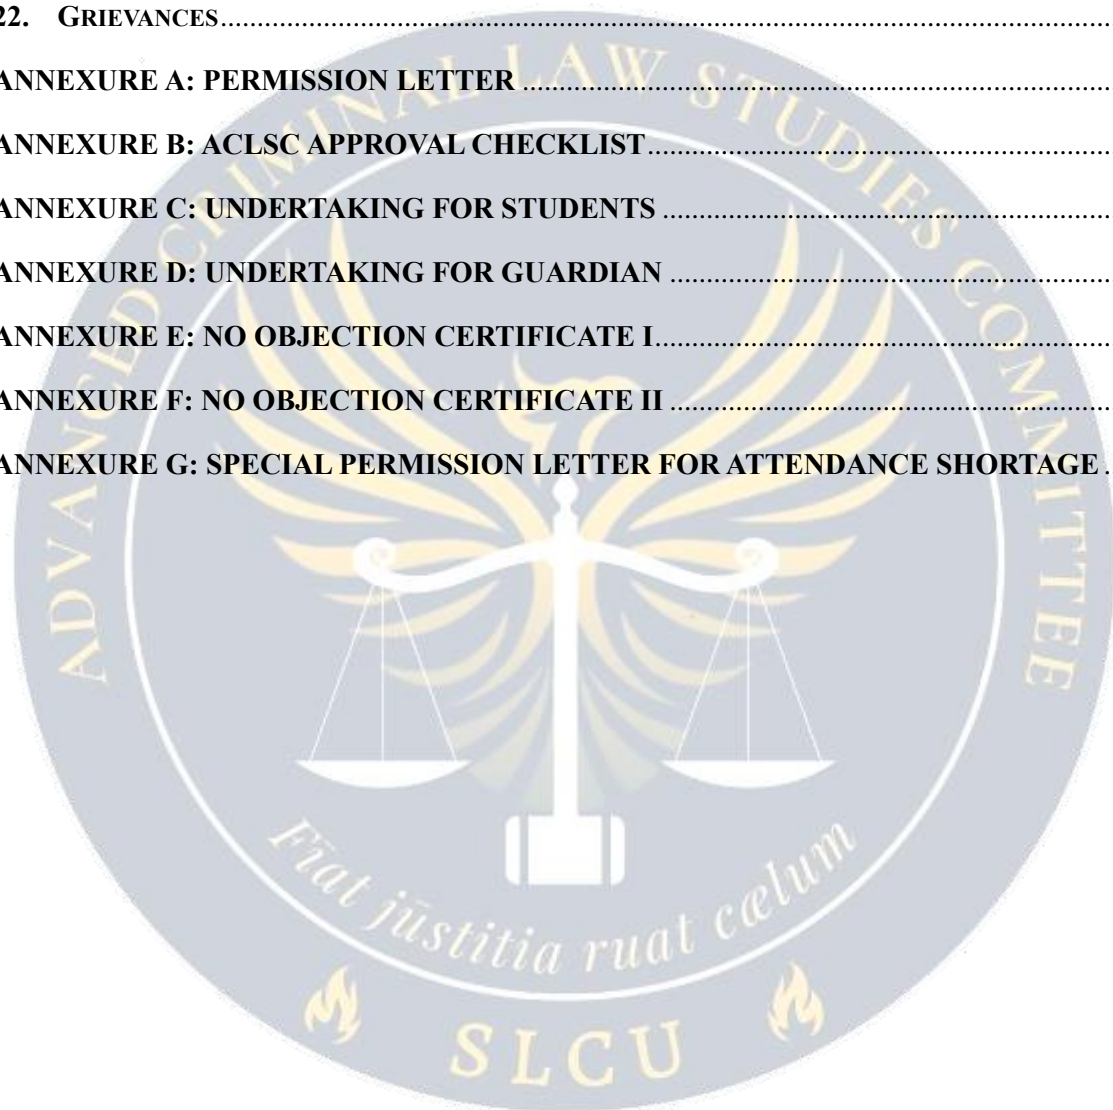 22. GRIEVANCES
ANNEXURE A: PERMISSION LETTER
ANNEXURE B: ACLSC APPROVAL CHECKLIST
ANNEXURE C: UNDERTAKING FOR STUDENTS
ANNEXURE D: UNDERTAKING FOR GUARDIAN
ANNEXURE E: NO OBJECTION CERTIFICATE I
ANNEXURE F: NO OBJECTION CERTIFICATE II
ANNEXURE G: SPECIAL PERMISSION LETTER FOR ATTENDANCE SHORTAGE
ADVANCED CRIMINAL LAW STUDIES COMMITTEE
Fīat jūstitia ruat cælum
SLCU